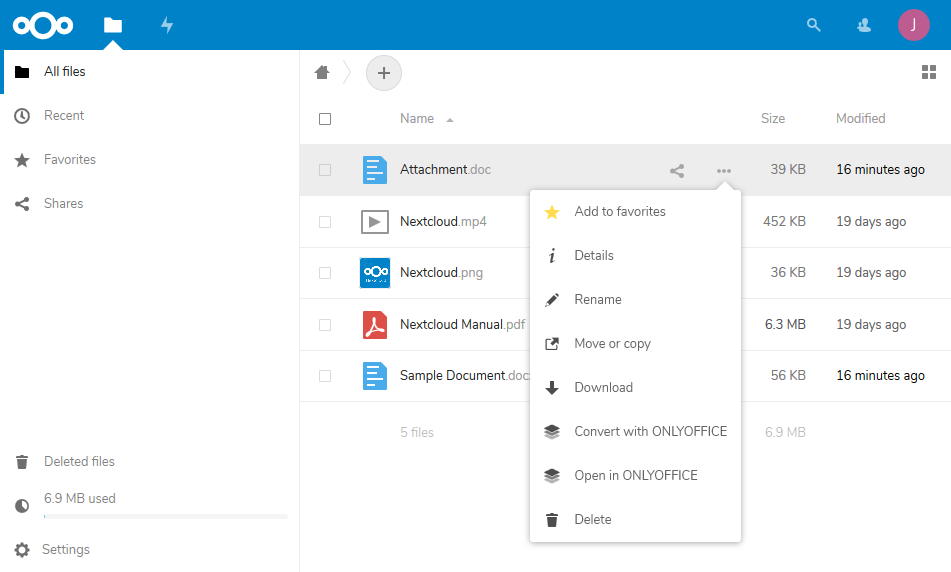 J
All files
Recent
Favorites
Shares
Deleted files
6.9 MB used
Settings
Name Size Modified
Attachment.doc 39 KB 16 minutes ago
Nextcloud.mp4 452 KB 19 days ago
Nextcloud.png 36 KB 19 days ago
Nextcloud Manual.pdf 6.3 MB 19 days ago
Sample Document.doc 56 KB 16 minutes ago
5 files 6.9 MB
Add to favorites
Details
Rename
Move or copy
Download
Convert with ONLYOFFICE
Open in ONLYOFFICE
Delete